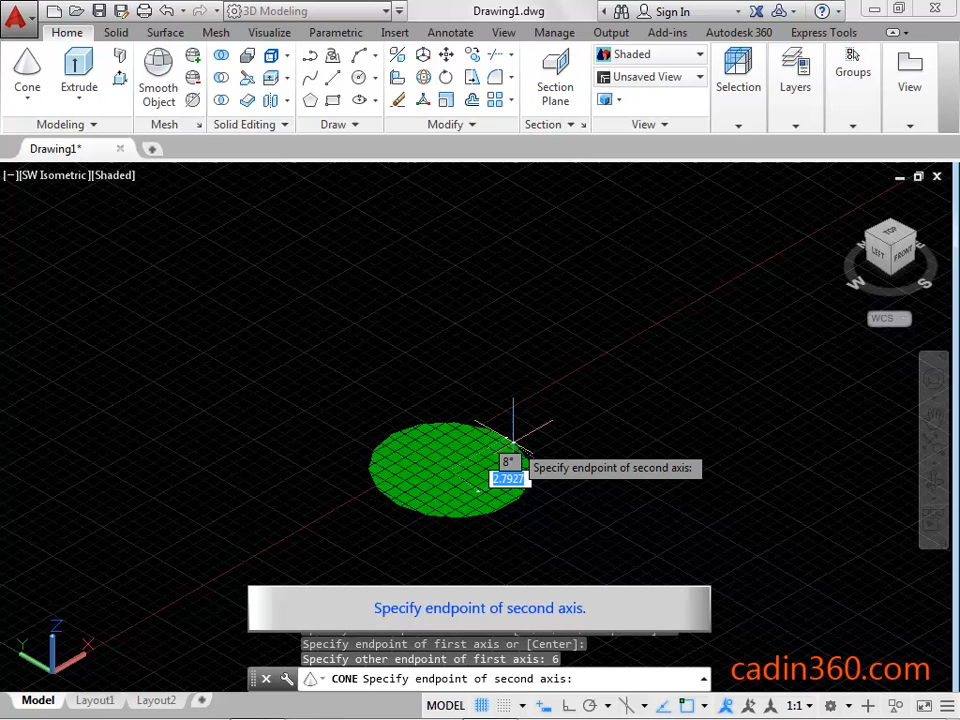 3D Modeling
Drawing1.dwg
Sign In
Home Solid Surface Mesh Visualize Parametric Insert Annotate View Manage Output Add-ins Autodesk 360 Express Tools
Cone
Extrude
Smooth
Object
Section
Plane
Shaded
Unsaved View
Selection
Layers
Groups
View
Modeling Mesh Solid Editing Draw Modify Section View
Drawing1*
[−][SW Isometric][Shaded]
TOP
LEFT
FRONT
N
E
W
S
WCS
8°
Specify endpoint of second axis:
2.7927
Specify endpoint of second axis.
Specify endpoint of first axis or [Center]:
Specify other endpoint of first axis: 6
CONE Specify endpoint of second axis:
Z
Y
X
cadin360.com
Model Layout1 Layout2
MODEL
1:1